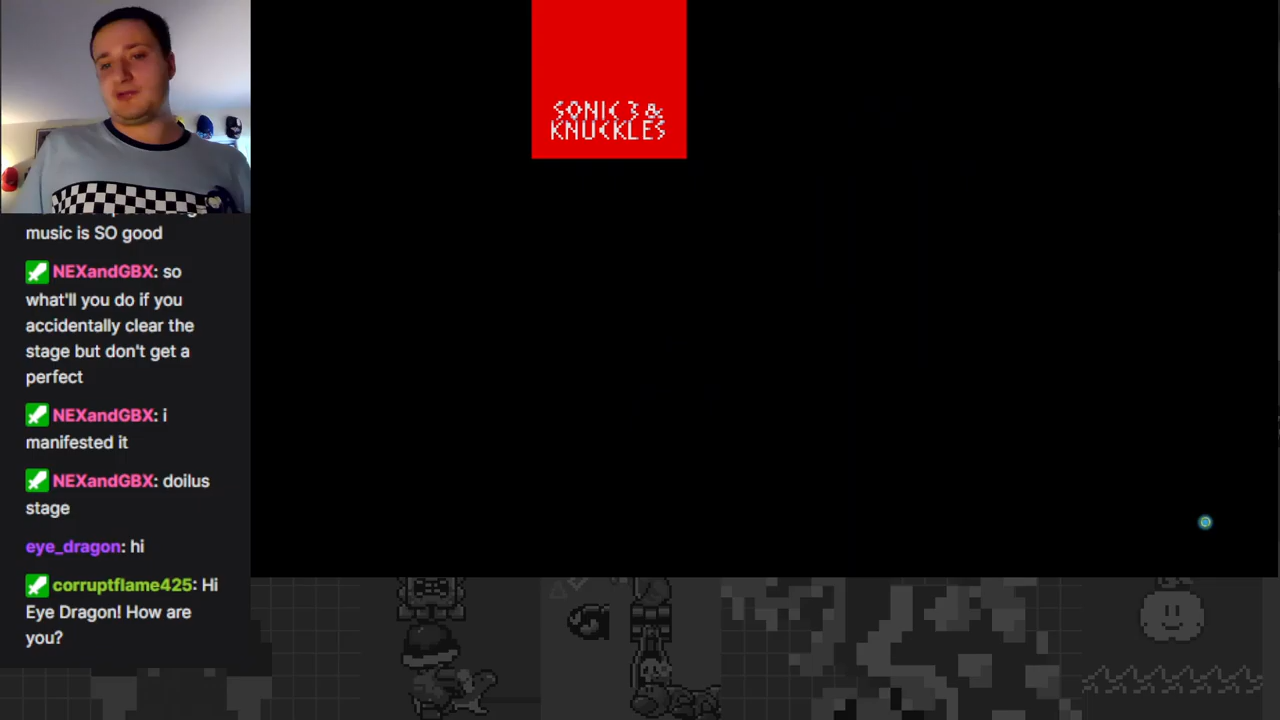 SONIC 3 &
KNUCKLES
music is SO good
NEXandGBX: so
what'll you do if you
accidentally clear the
stage but don't get a
perfect
NEXandGBX: i
manifested it
NEXandGBX: doilus
stage
eye_dragon: hi
corruptflame425: Hi
Eye Dragon! How are
you?